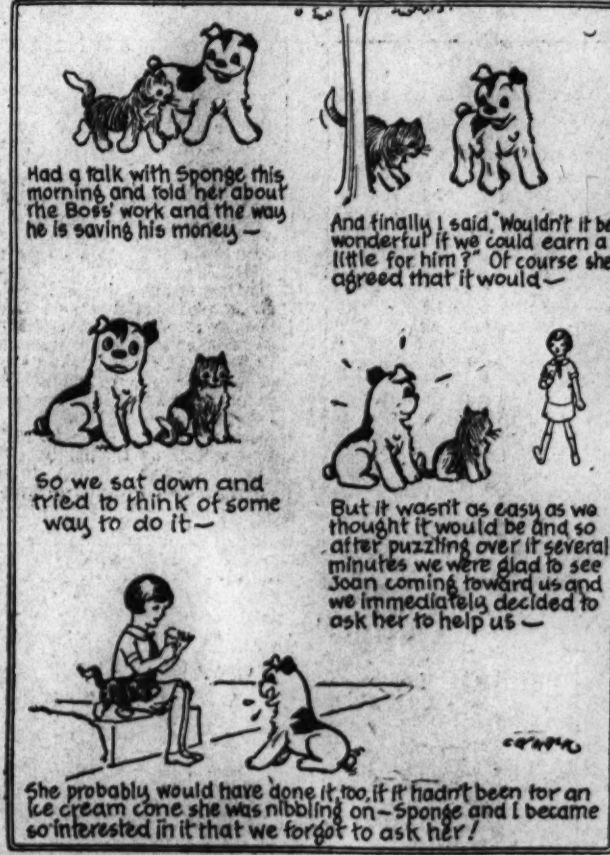 Had a talk with Sponge this
morning and told her about
the Boss' work and the way
he is saving his money —
And finally I said, "Wouldn't it be
wonderful if we could earn a
little for him?" Of course she
agreed that it would —
So we sat down and
tried to think of some
way to do it —
But it wasn't as easy as we
thought it would be and so
after puzzling over it several
minutes we were glad to see
Joan coming toward us and
we immediately decided to
ask her to help us —
She probably would have done it, too, if it hadn't been for an
ice cream cone she was nibbling on — Sponge and I became
so interested in it that we forgot to ask her!